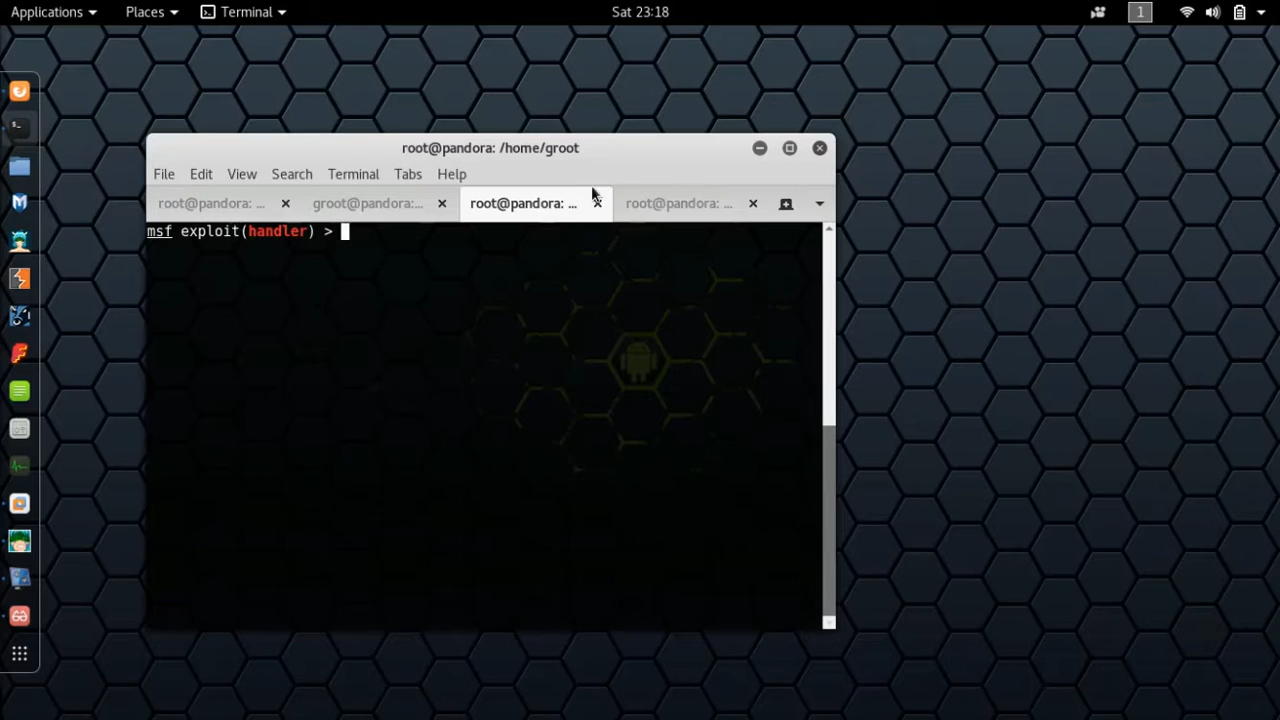 Applications Places Terminal Sat 23:18 1
root@pandora: /home/groot
File Edit View Search Terminal Tabs Help
root@pandora: ... groot@pandora:... root@pandora: ... root@pandora: ...
msf exploit(handler) >